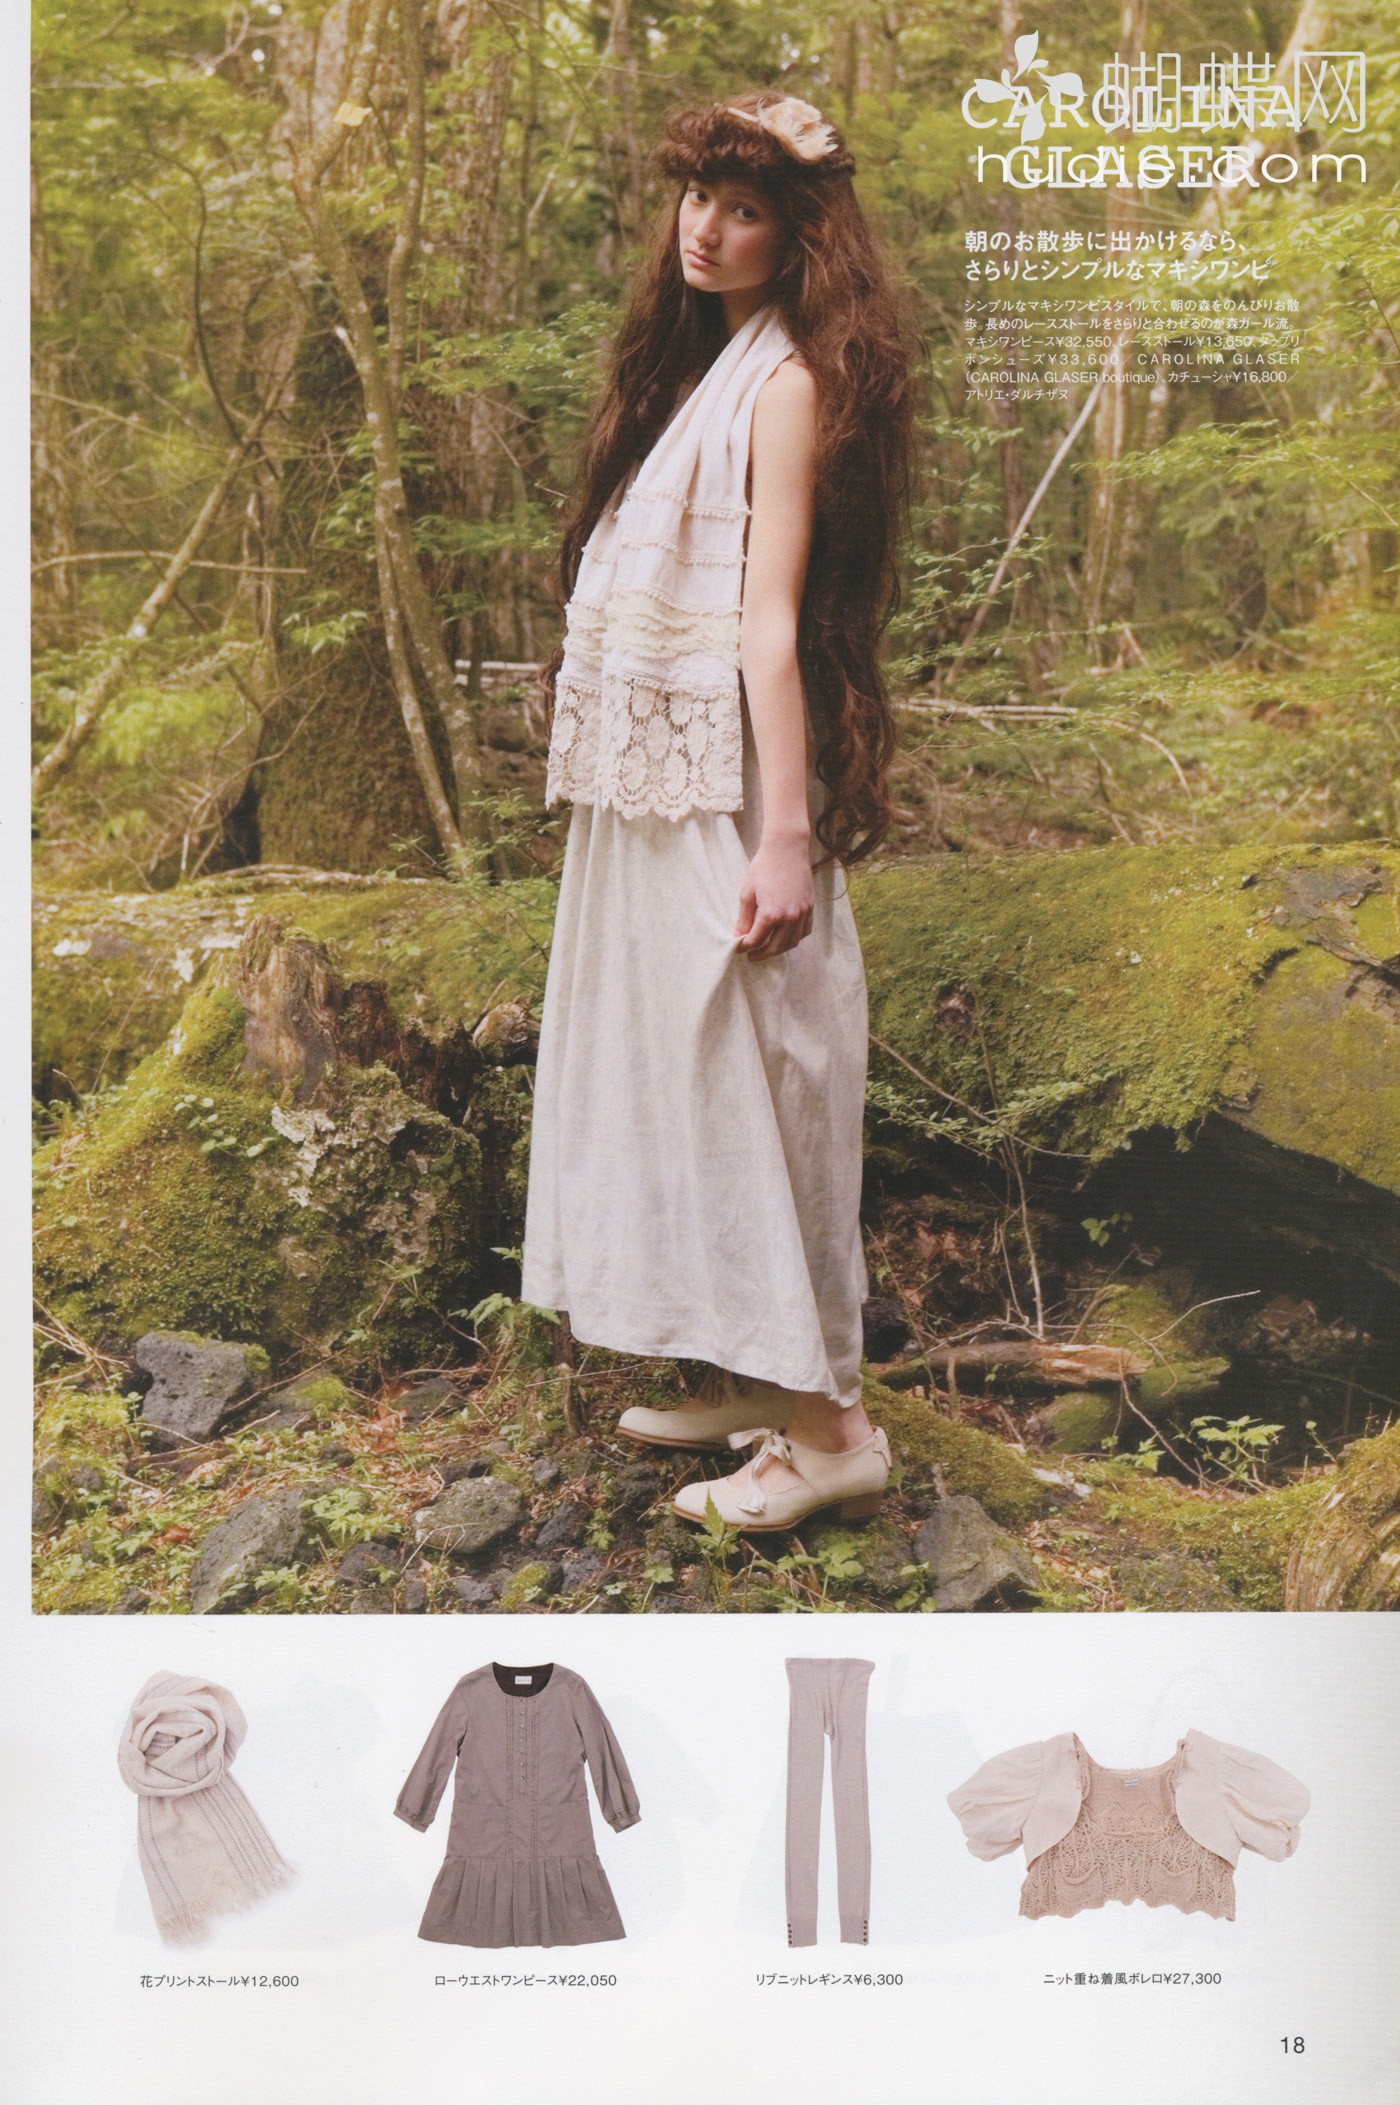 蝴蝶网
hudie.com
CAROLINA
GLASER
朝のお散歩に出かけるなら、
さらりとシンプルなマキシワンピ
シンプルなマキシワンピスタイルで、朝の森をのんびりお散
歩。長めのレースストールをさらりと合わせるのが森ガール流。
マキシワンピース¥32,550、レースストール¥13,650、タップリ
ボンシューズ¥33,600／CAROLINA GLASER
(CAROLINA GLASER boutique)、カチューシャ¥16,800／
アトリエ・ダルチザヌ
花プリントストール¥12,600
ローウエストワンピース¥22,050
リブニットレギンス¥6,300
ニット重ね着風ボレロ¥27,300
18